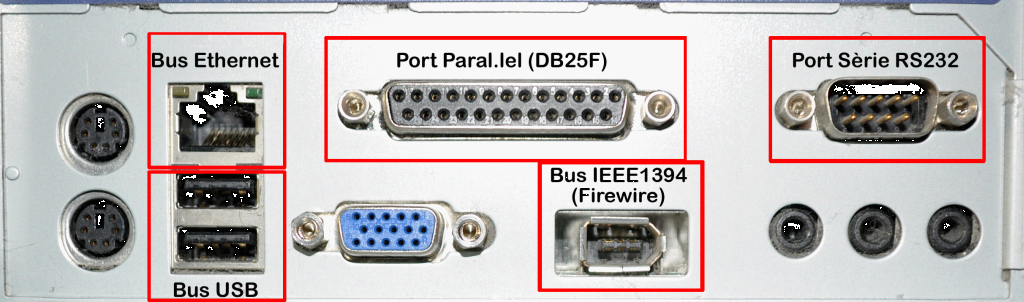 Bus Ethernet
Port Paral.lel (DB25F)
Port Sèrie RS232
Bus IEEE1394
(Firewire)
Bus USB